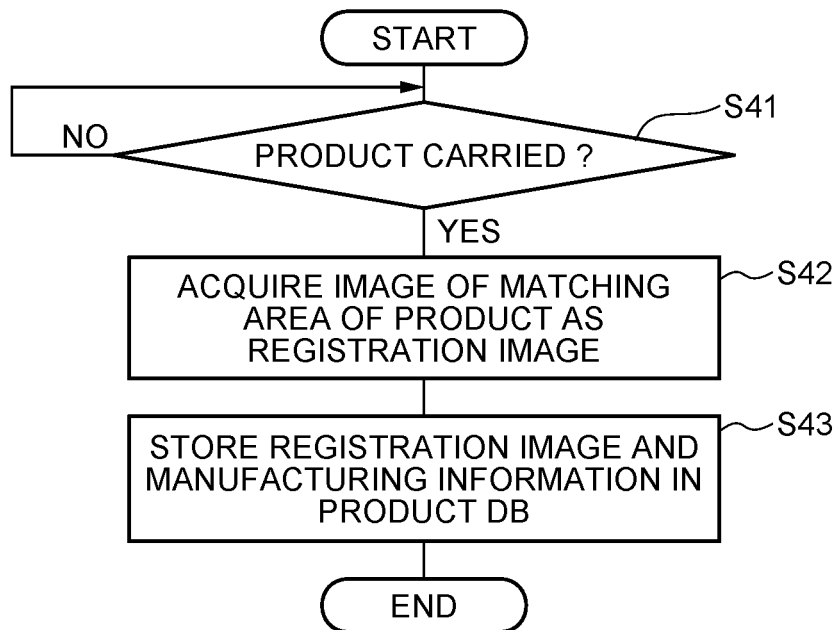 START
S41
NO
PRODUCT CARRIED ?
YES
S42
ACQUIRE IMAGE OF MATCHING
AREA OF PRODUCT AS
REGISTRATION IMAGE
S43
STORE REGISTRATION IMAGE AND
MANUFACTURING INFORMATION IN
PRODUCT DB
END